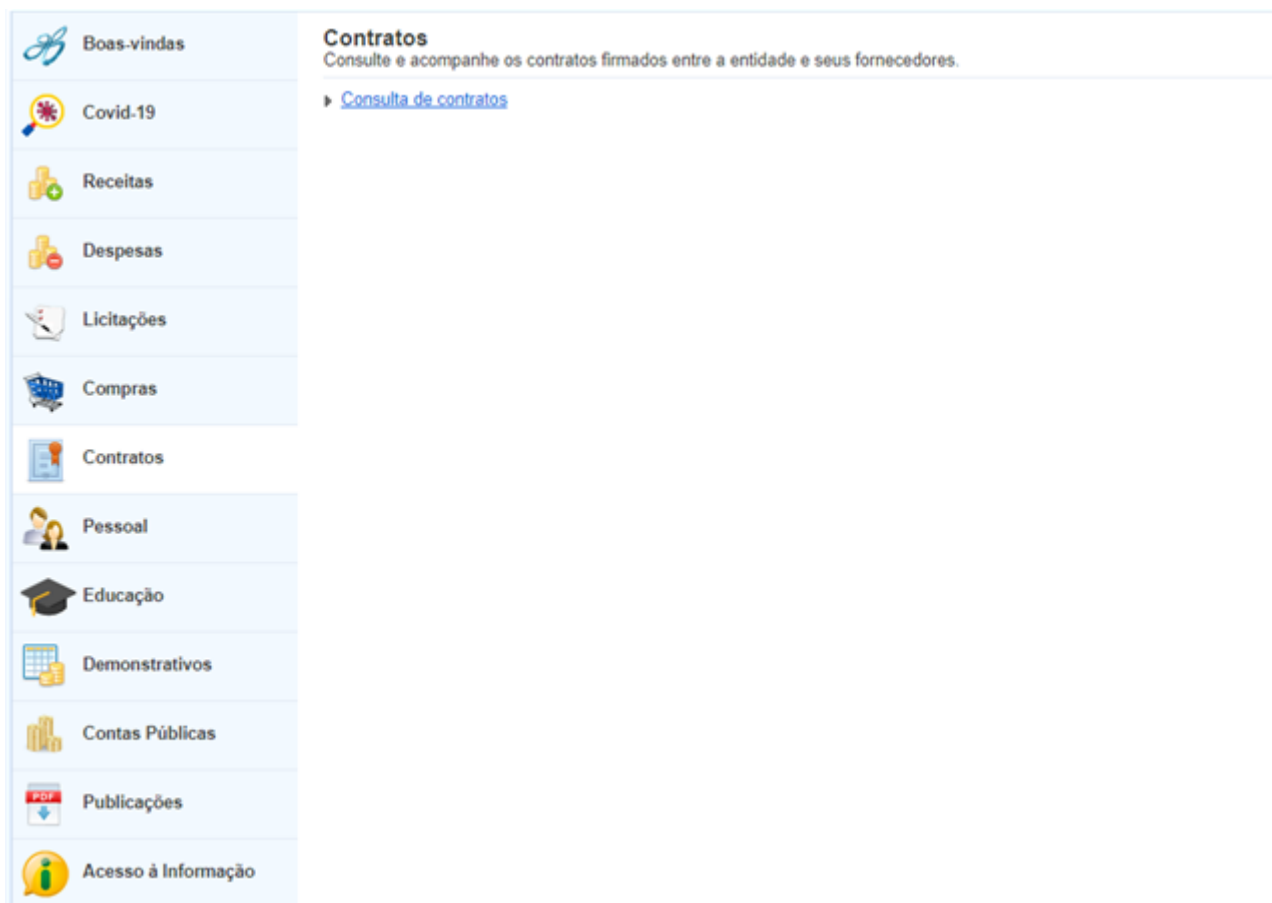 Boas-vindas
Covid-19
Receitas
Despesas
Licitações
Compras
Contratos
Pessoal
Educação
Demonstrativos
Contas Públicas
PDF
Publicações
Acesso à Informação
Contratos
Consulte e acompanhe os contratos firmados entre a entidade e seus fornecedores.
Consulta de contratos